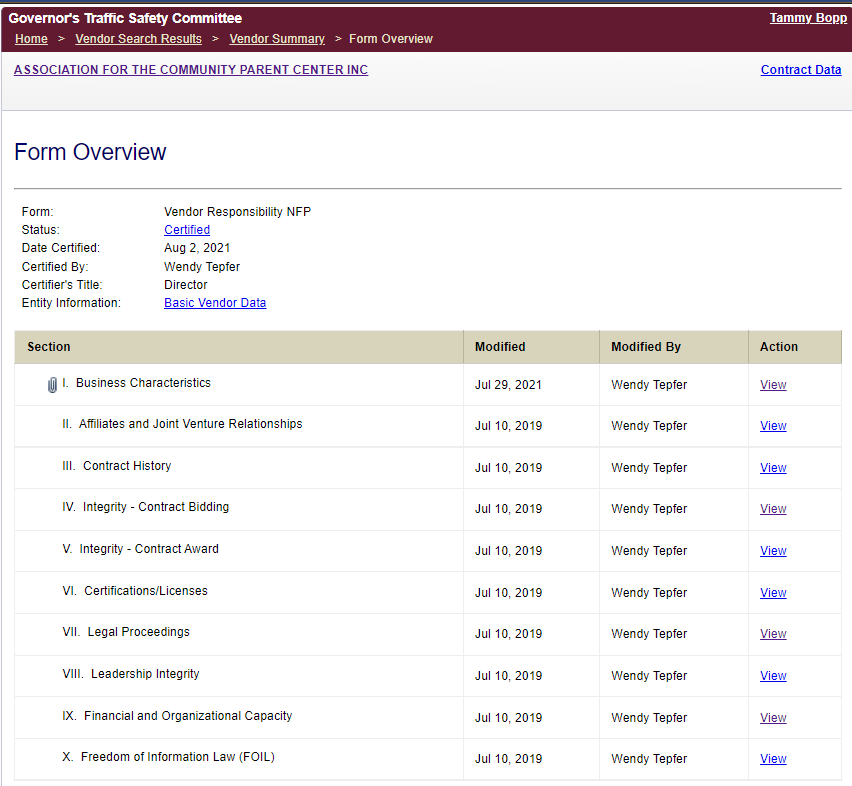 Governor's Traffic Safety Committee Tammy Bopp
Home > Vendor Search Results > Vendor Summary > Form Overview
ASSOCIATION FOR THE COMMUNITY PARENT CENTER INC Contract Data
Form Overview
Form: Vendor Responsibility NFP
Status: Certified
Date Certified: Aug 2, 2021
Certified By: Wendy Tepfer
Certifier's Title: Director
Entity Information: Basic Vendor Data
Section Modified Modified By Action
I. Business Characteristics Jul 29, 2021 Wendy Tepfer View
II. Affiliates and Joint Venture Relationships Jul 10, 2019 Wendy Tepfer View
III. Contract History Jul 10, 2019 Wendy Tepfer View
IV. Integrity - Contract Bidding Jul 10, 2019 Wendy Tepfer View
V. Integrity - Contract Award Jul 10, 2019 Wendy Tepfer View
VI. Certifications/Licenses Jul 10, 2019 Wendy Tepfer View
VII. Legal Proceedings Jul 10, 2019 Wendy Tepfer View
VIII. Leadership Integrity Jul 10, 2019 Wendy Tepfer View
IX. Financial and Organizational Capacity Jul 10, 2019 Wendy Tepfer View
X. Freedom of Information Law (FOIL) Jul 10, 2019 Wendy Tepfer View